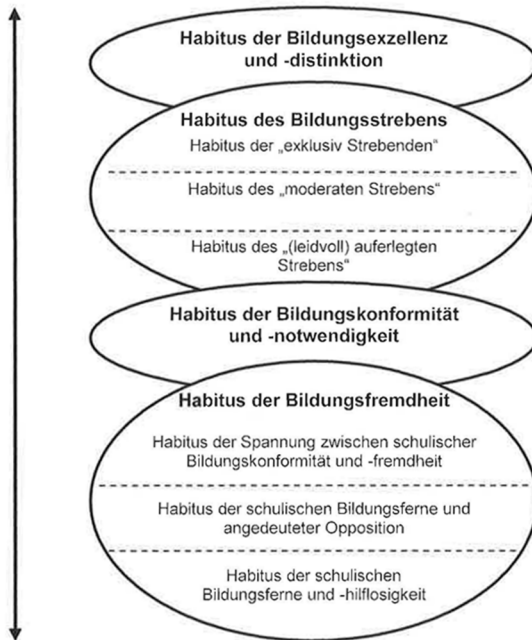 Habitus der Bildungsexzellenz
und -distinktion
Habitus des Bildungsstrebens
Habitus der „exklusiv Strebenden“
Habitus des „moderaten Strebens“
Habitus des „(leidvoll) auferlegten
Strebens“
Habitus der Bildungskonformität
und -notwendigkeit
Habitus der Bildungsfremdheit
Habitus der Spannung zwischen schulischer
Bildungskonformität und -fremdheit
Habitus der schulischen Bildungsferne und
angedeuteter Opposition
Habitus der schulischen
Bildungsferne und -hilflosigkeit